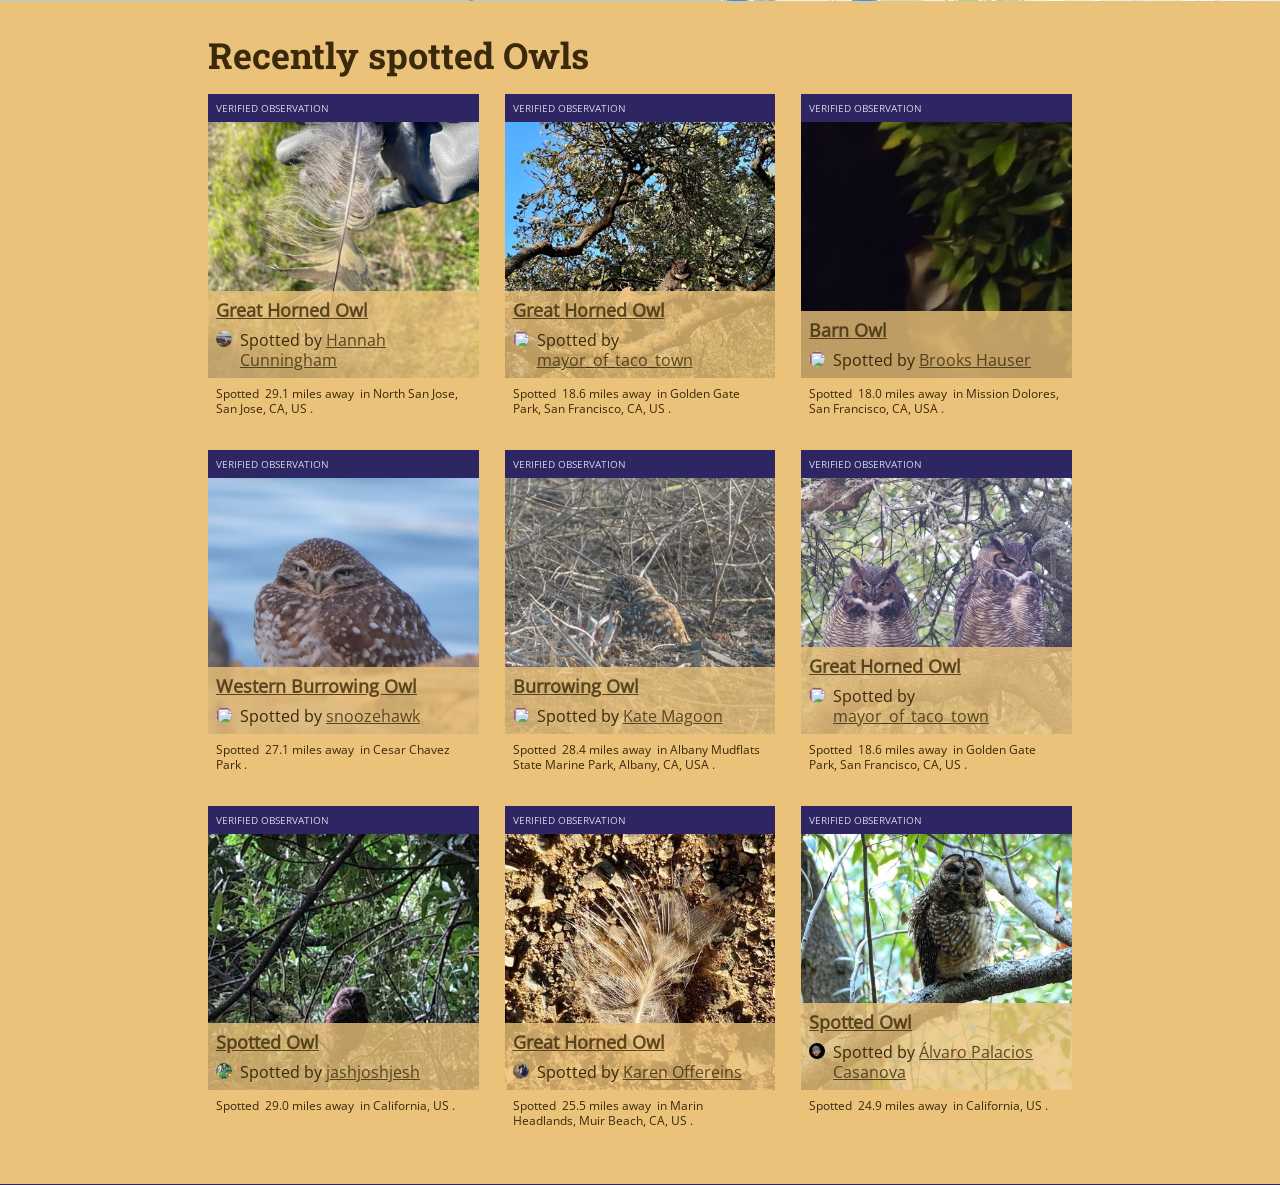 Recently spotted Owls
VERIFIED OBSERVATION
Great Horned Owl
Spotted by Hannah
Cunningham
Spotted 29.1 miles away in North San Jose,
San Jose, CA, US .
VERIFIED OBSERVATION
Great Horned Owl
Spotted by
mayor_of_taco_town
Spotted 18.6 miles away in Golden Gate
Park, San Francisco, CA, US .
VERIFIED OBSERVATION
Barn Owl
Spotted by Brooks Hauser
Spotted 18.0 miles away in Mission Dolores,
San Francisco, CA, USA .
VERIFIED OBSERVATION
Western Burrowing Owl
Spotted by snoozehawk
Spotted 27.1 miles away in Cesar Chavez
Park .
VERIFIED OBSERVATION
Burrowing Owl
Spotted by Kate Magoon
Spotted 28.4 miles away in Albany Mudflats
State Marine Park, Albany, CA, USA .
VERIFIED OBSERVATION
Great Horned Owl
Spotted by
mayor_of_taco_town
Spotted 18.6 miles away in Golden Gate
Park, San Francisco, CA, US .
VERIFIED OBSERVATION
Spotted Owl
Spotted by jashjoshjesh
Spotted 29.0 miles away in California, US .
VERIFIED OBSERVATION
Great Horned Owl
Spotted by Karen Offereins
Spotted 25.5 miles away in Marin
Headlands, Muir Beach, CA, US .
VERIFIED OBSERVATION
Spotted Owl
Spotted by Álvaro Palacios
Casanova
Spotted 24.9 miles away in California, US .